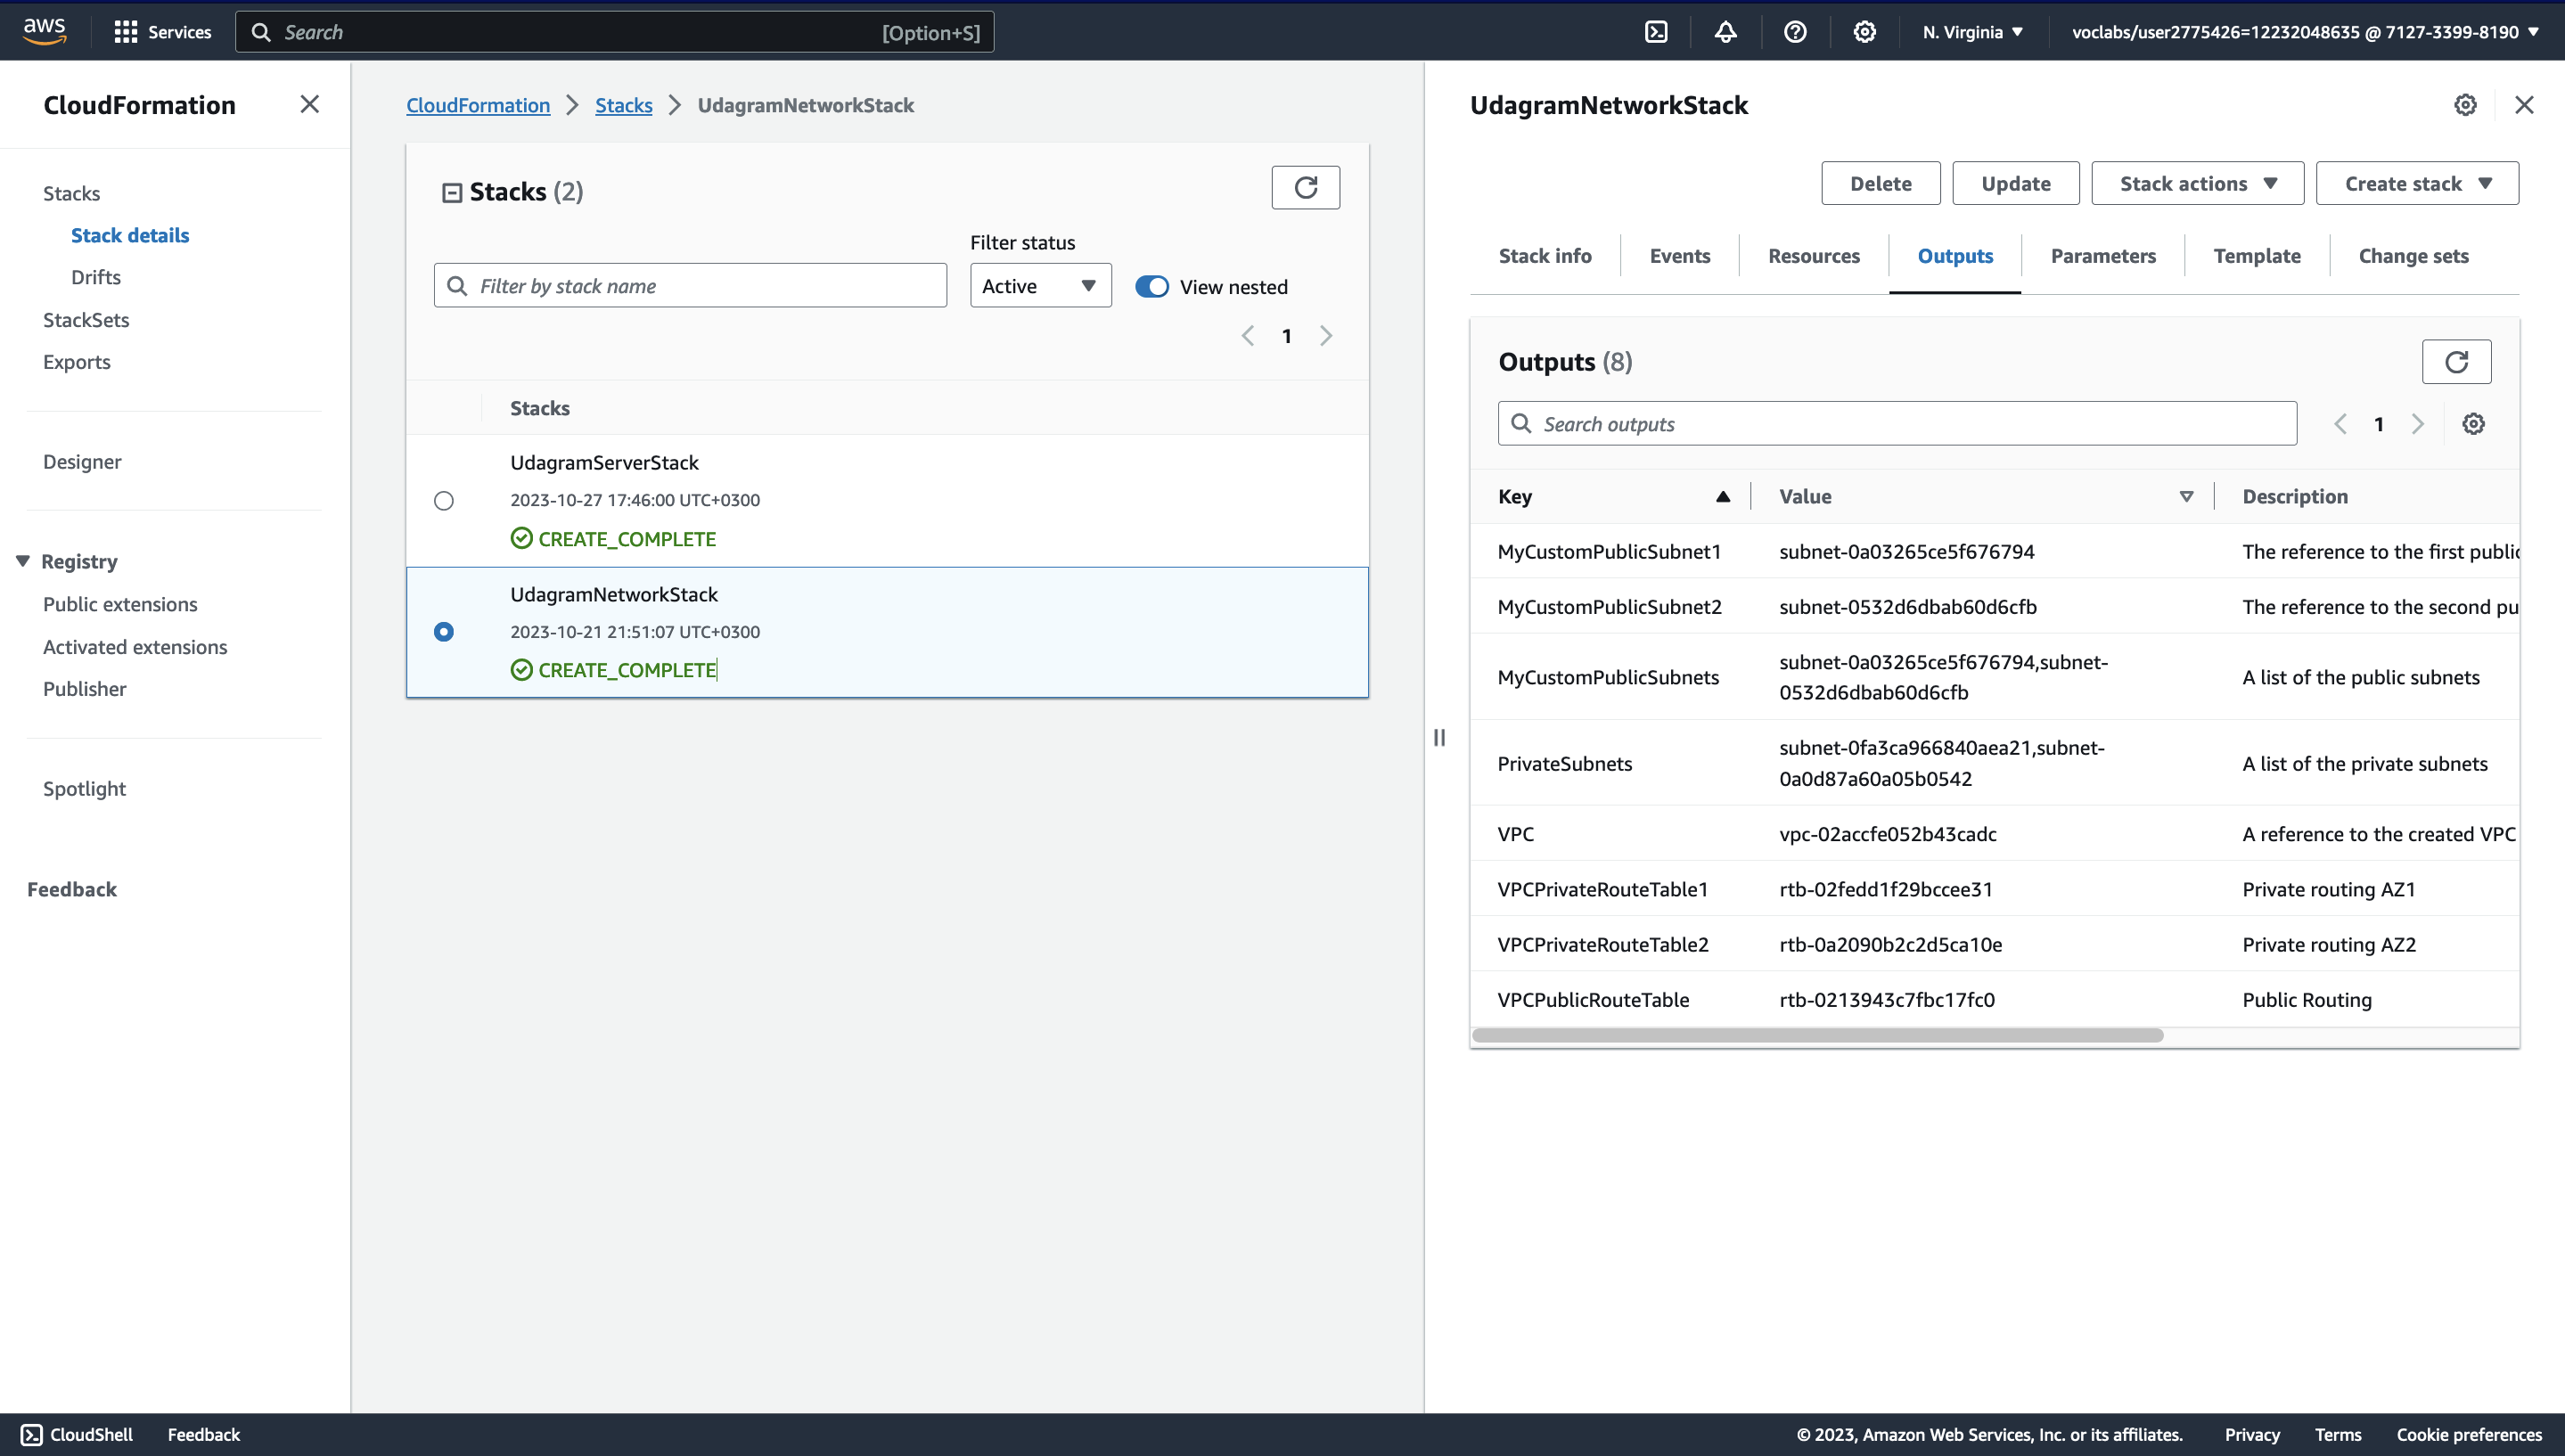 aws
Services
Search
[Option+S]
N. Virginia
voclabs/user2775426=12232048635 @ 7127-3399-8190
CloudFormation
Stacks
Stack details
Drifts
StackSets
Exports
Designer
Registry
Public extensions
Activated extensions
Publisher
Spotlight
Feedback
CloudFormation
Stacks
UdagramNetworkStack
Stacks (2)
Filter status
Filter by stack name
Active
View nested
1
Stacks
UdagramServerStack
2023-10-27 17:46:00 UTC+0300
CREATE_COMPLETE
UdagramNetworkStack
2023-10-21 21:51:07 UTC+0300
CREATE_COMPLETE
UdagramNetworkStack
Delete
Update
Stack actions
Create stack
Stack info
Events
Resources
Outputs
Parameters
Template
Change sets
Outputs (8)
Search outputs
1
Key
Value
Description
MyCustomPublicSubnet1
subnet-0a03265ce5f676794
The reference to the first public
MyCustomPublicSubnet2
subnet-0532d6dbab60d6cfb
The reference to the second pu
MyCustomPublicSubnets
subnet-0a03265ce5f676794,subnet-
0532d6dbab60d6cfb
A list of the public subnets
PrivateSubnets
subnet-0fa3ca966840aea21,subnet-
0a0d87a60a05b0542
A list of the private subnets
VPC
vpc-02accfe052b43cadc
A reference to the created VPC
VPCPrivateRouteTable1
rtb-02fedd1f29bccee31
Private routing AZ1
VPCPrivateRouteTable2
rtb-0a2090b2c2d5ca10e
Private routing AZ2
VPCPublicRouteTable
rtb-0213943c7fbc17fc0
Public Routing
CloudShell
Feedback
© 2023, Amazon Web Services, Inc. or its affiliates.
Privacy
Terms
Cookie preferences